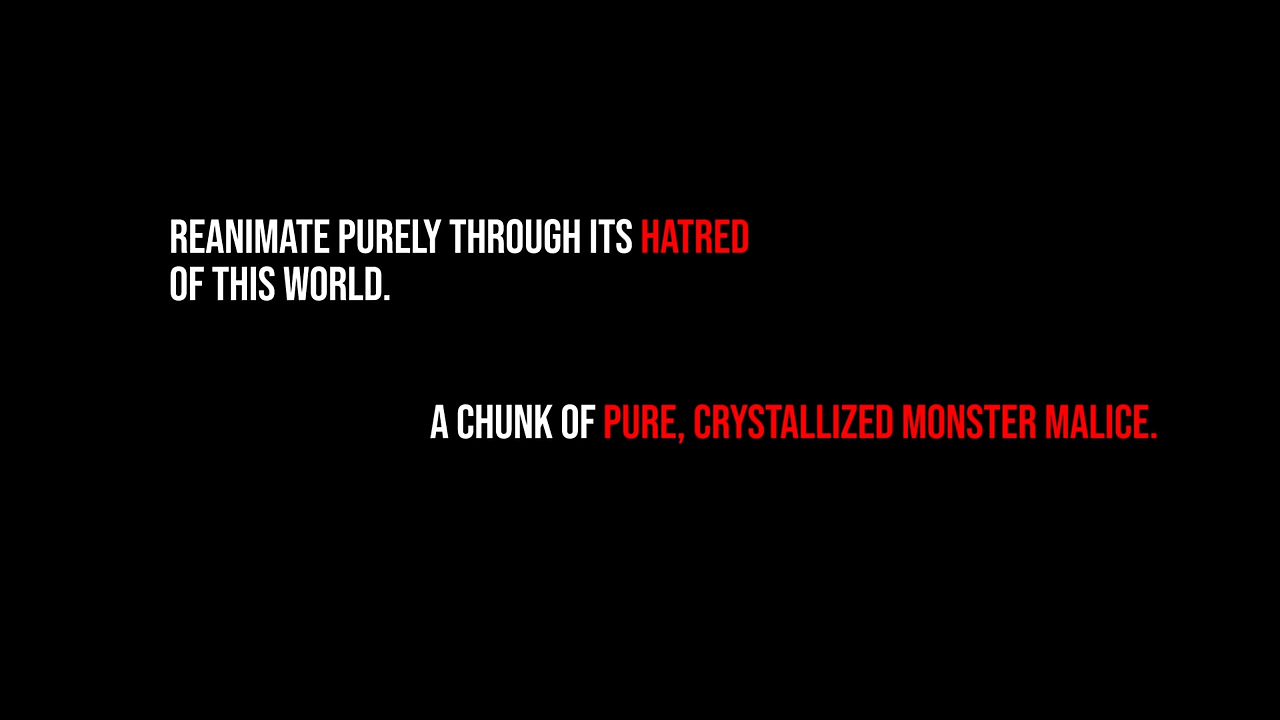 REANIMATE PURELY THROUGH ITS HATRED
OF THIS WORLD.
A CHUNK OF PURE, CRYSTALLIZED MONSTER MALICE.